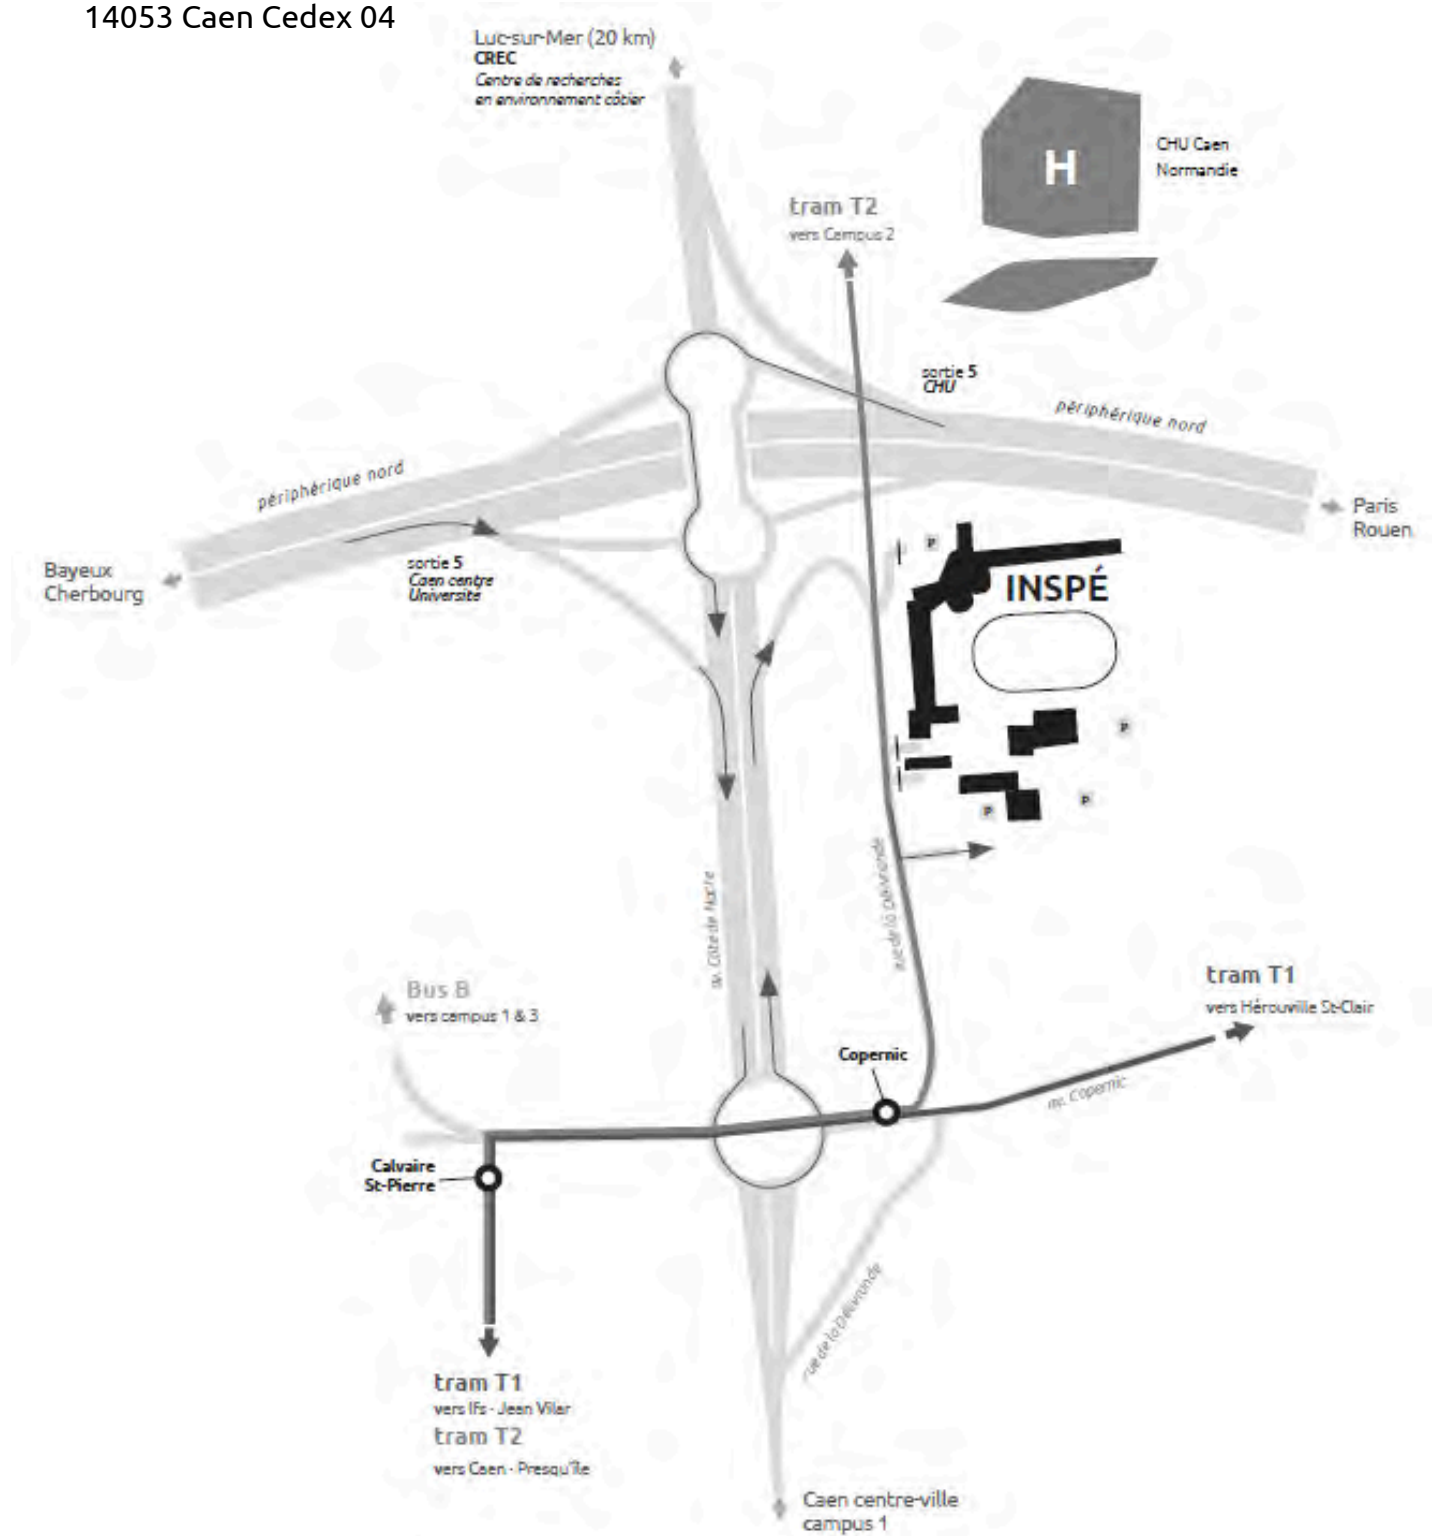 14053 Caen Cedex 04
Luc-sur-Mer (20 km)
CREC
Centre de recherches
en environnement côtier
H
CHU Caen
Normandie
tram T2
vers Campus 2
sortie 5
CHU
périphérique nord
périphérique nord
Paris
Rouen
Bayeux
Cherbourg
sortie 5
Caen centre
Université
P
INSPÉ
P
P
P
rue de la Délivrande
av. Côte de Nacre
Bus B
vers campus 1 & 3
tram T1
vers Hérouville St-Clair
Copernic
av. Copernic
Calvaire
St-Pierre
rue de la Délivrande
tram T1
vers Ifs - Jean Vilar
tram T2
vers Caen - Presqu'île
Caen centre-ville
campus 1